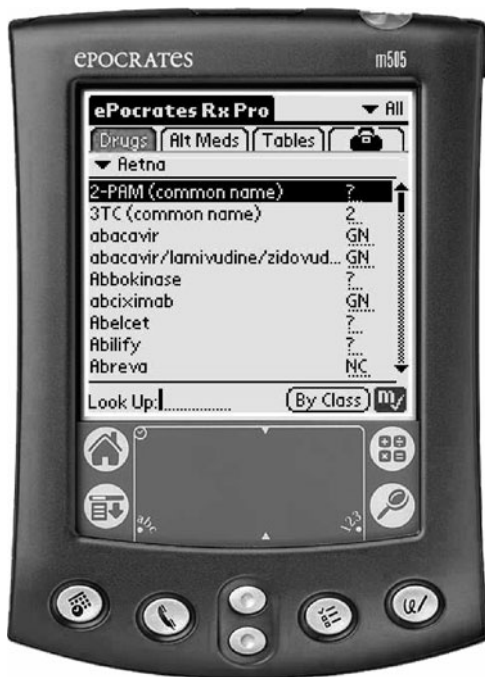 ePOCRATES m505
ePocrates Rx Pro All
Drugs Alt Meds Tables
Aetna
2-PAM (common name) ?
3TC (common name) 2
abacavir GN
abacavir/lamivudine/zidovud... GN
Abbokinase ?
abciximab GN
Abelcet ?
Abilify ?
Abreva NC
Look Up: By Class
abc 123